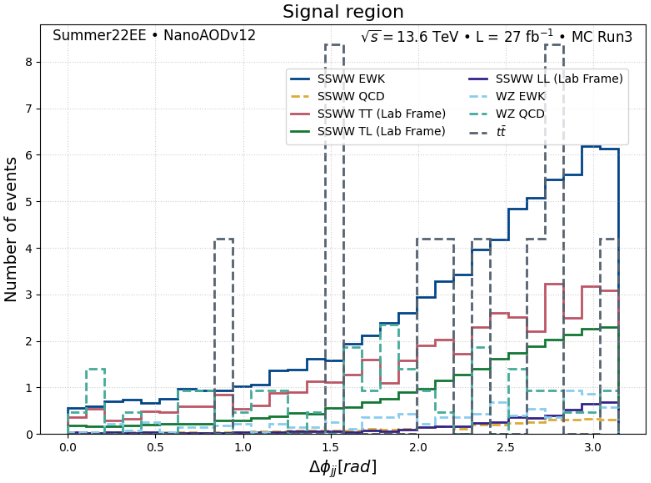 Signal region
Summer22EE • NanoAODv12
√s = 13.6 TeV • L = 27 fb⁻¹ • MC Run3
SSWW EWK
SSWW QCD
SSWW TT (Lab Frame)
SSWW TL (Lab Frame)
SSWW LL (Lab Frame)
WZ EWK
WZ QCD
tt̄
Number of events
8
7
6
5
4
3
2
1
0
0.0 0.5 1.0 1.5 2.0 2.5 3.0
Δϕjj[rad]